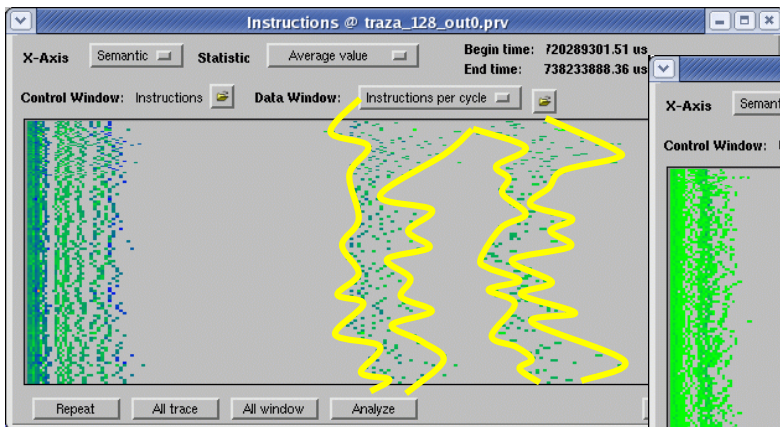 Instructions @ traza_128_out0.prv
X-Axis Semantic Statistic Average value Begin time: 720289301.51 us
End time: 738233888.36 us
Control Window: Instructions Data Window: Instructions per cycle
X-Axis Semant
Control Window:
Repeat All trace All window Analyze